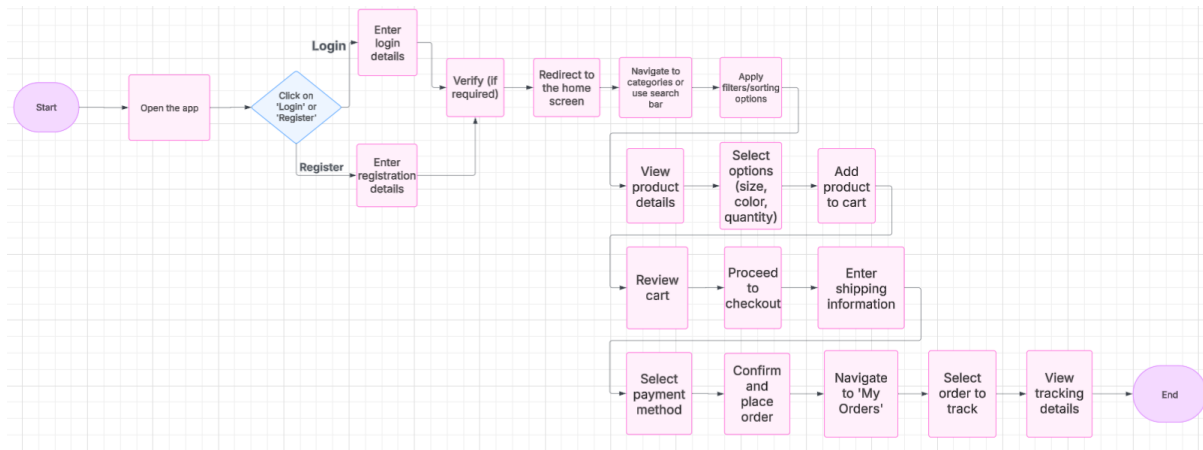 Start
Open the app
Click on
'Login' or
'Register'
Login
Enter
login
details
Register
Enter
registration
details
Verify (if
required)
Redirect to
the home
screen
Navigate to
categories or
use search
bar
Apply
filters/sorting
options
View
product
details
Select
options
(size,
color,
quantity)
Add
product
to cart
Review
cart
Proceed
to
checkout
Enter
shipping
information
Select
payment
method
Confirm
and
place
order
Navigate
to 'My
Orders'
Select
order to
track
View
tracking
details
End